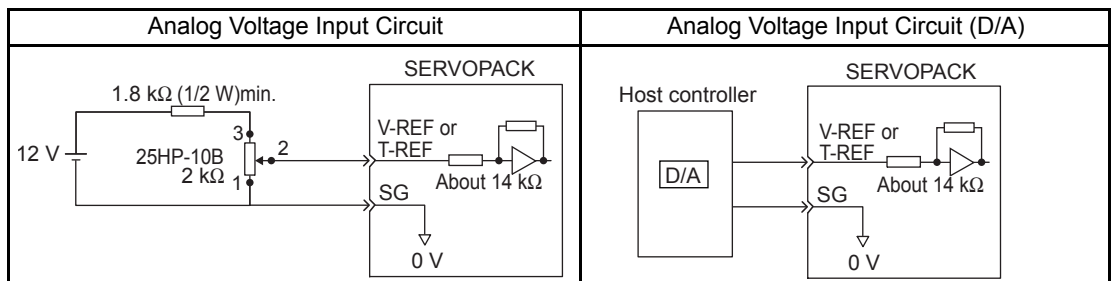 Analog Voltage Input Circuit
SERVOPACK
1.8 kΩ (1/2 W)min.
3
12 V
25HP-10B
2 kΩ
2
1
V-REF or
T-REF
About 14 kΩ
SG
0 V
Analog Voltage Input Circuit (D/A)
SERVOPACK
Host controller
D/A
V-REF or
T-REF
About 14 kΩ
SG
0 V